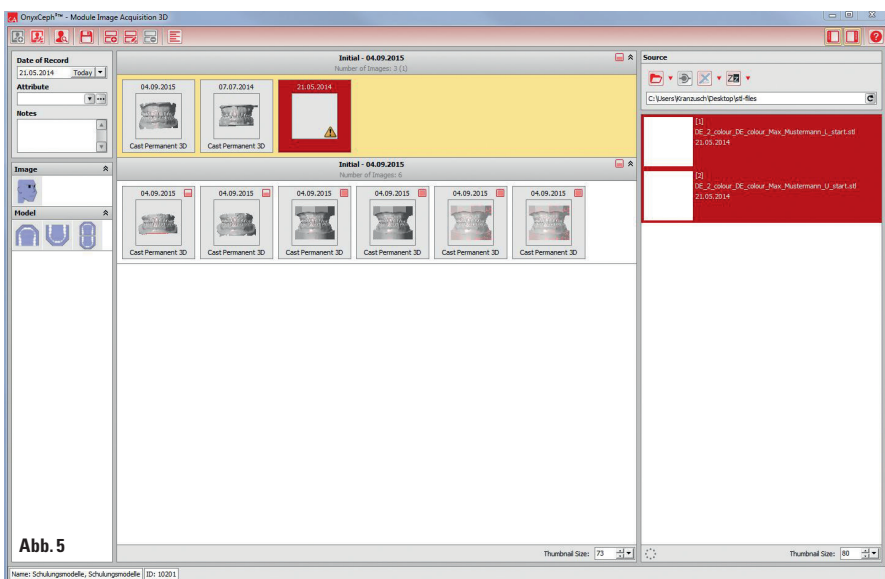 OnyxCeph³™ - Module Image Acquisition 3D
Date of Record
21.05.2014 Today
Attribute
Notes
Image
Model
Initial - 04.09.2015
Number of Images: 3 (1)
04.09.2015 07.07.2014 21.05.2014
Cast Permanent 3D Cast Permanent 3D
Initial - 04.09.2015
Number of Images: 6
04.09.2015 04.09.2015 04.09.2015 04.09.2015 04.09.2015 04.09.2015
Cast Permanent 3D Cast Permanent 3D Cast Permanent 3D Cast Permanent 3D Cast Permanent 3D Cast Permanent 3D
Thumbnail Size: 73
Source
C:\Users\Kranzusch\Desktop\stl-files
[1]
DE_2_colour_DE_colour_Max_Mustermann_L_start.stl
21.05.2014
[2]
DE_2_colour_DE_colour_Max_Mustermann_U_start.stl
21.05.2014
Thumbnail Size: 80
Abb. 5
Name: Schulungsmodelle, Schulungsmodelle ID: 10201